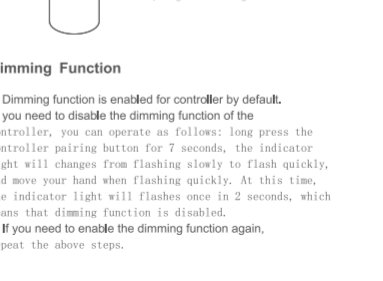 imming Function
Dimming function is enabled for controller by default.
you need to disable the dimming function of the
ontroller, you can operate as follows: long press the
ontroller pairing button for 7 seconds, the indicator
ght will changes from flashing slowly to flash quickly,
d move your hand when flashing quickly. At this time,
e indicator light will flashes once in 2 seconds, which
ans that dimming function is disabled.
If you need to enable the dimming function again,
peat the above steps.